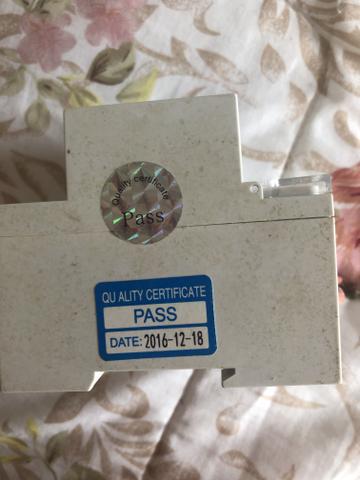 Quality certificate
Pass
QU ALITY CERTIFICATE
PASS
DATE: 2016-12-18